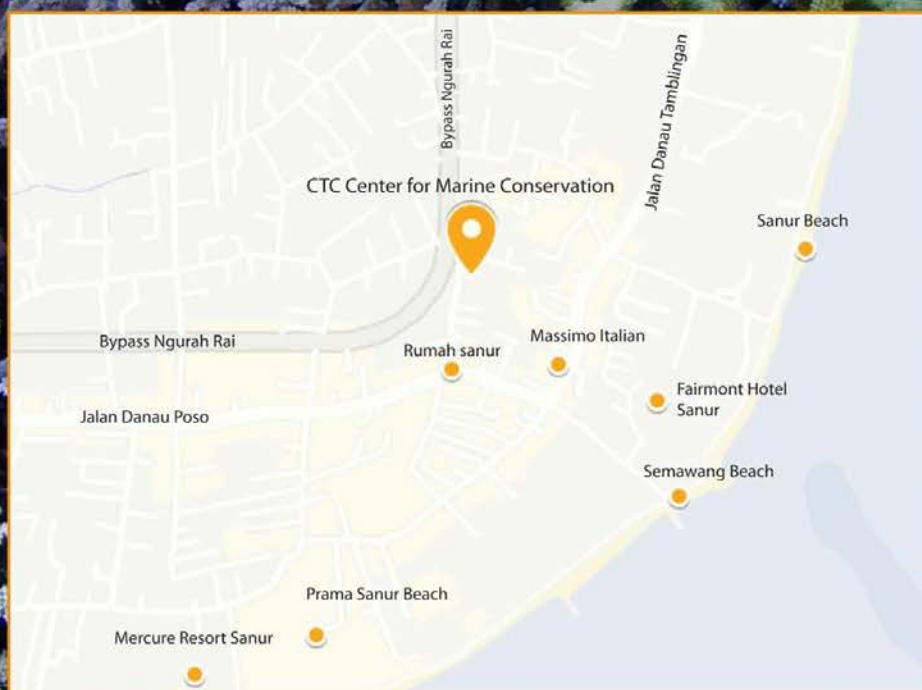 Bypass Ngurah Rai
Jalan Danau Tamblingan
CTC Center for Marine Conservation
Sanur Beach
Bypass Ngurah Rai
Rumah sanur
Massimo Italian
Fairmont Hotel
Sanur
Jalan Danau Poso
Semawang Beach
Prama Sanur Beach
Mercure Resort Sanur